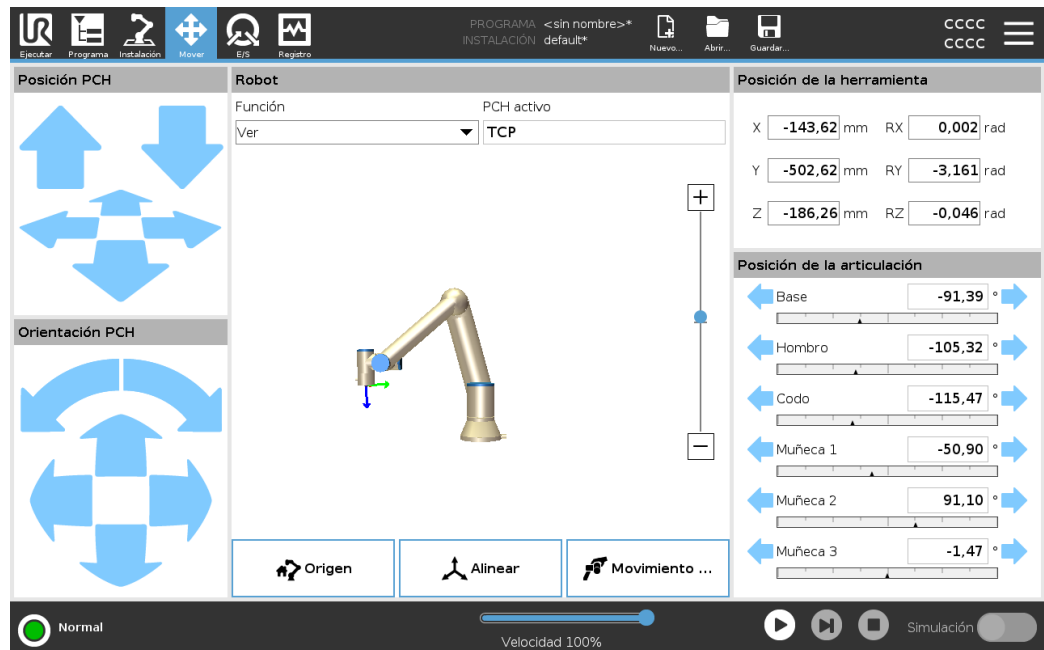 UR
PROGRAMA <sin nombre>*
INSTALACIÓN default*
CCCC
CCCC
Ejecutar Programa Instalación Mover E/S Registro Nuevo... Abrir... Guardar...
Posición PCH
Robot
Posición de la herramienta
Función PCH activo
Ver TCP
X -143,62 mm RX 0,002 rad
Y -502,62 mm RY -3,161 rad
Z -186,26 mm RZ -0,046 rad
Posición de la articulación
Base -91,39 °
Orientación PCH
Hombro -105,32 °
Codo -115,47 °
Muñeca 1 -50,90 °
Muñeca 2 91,10 °
Muñeca 3 -1,47 °
Origen Alinear Movimiento ...
Normal
Velocidad 100%
Simulación